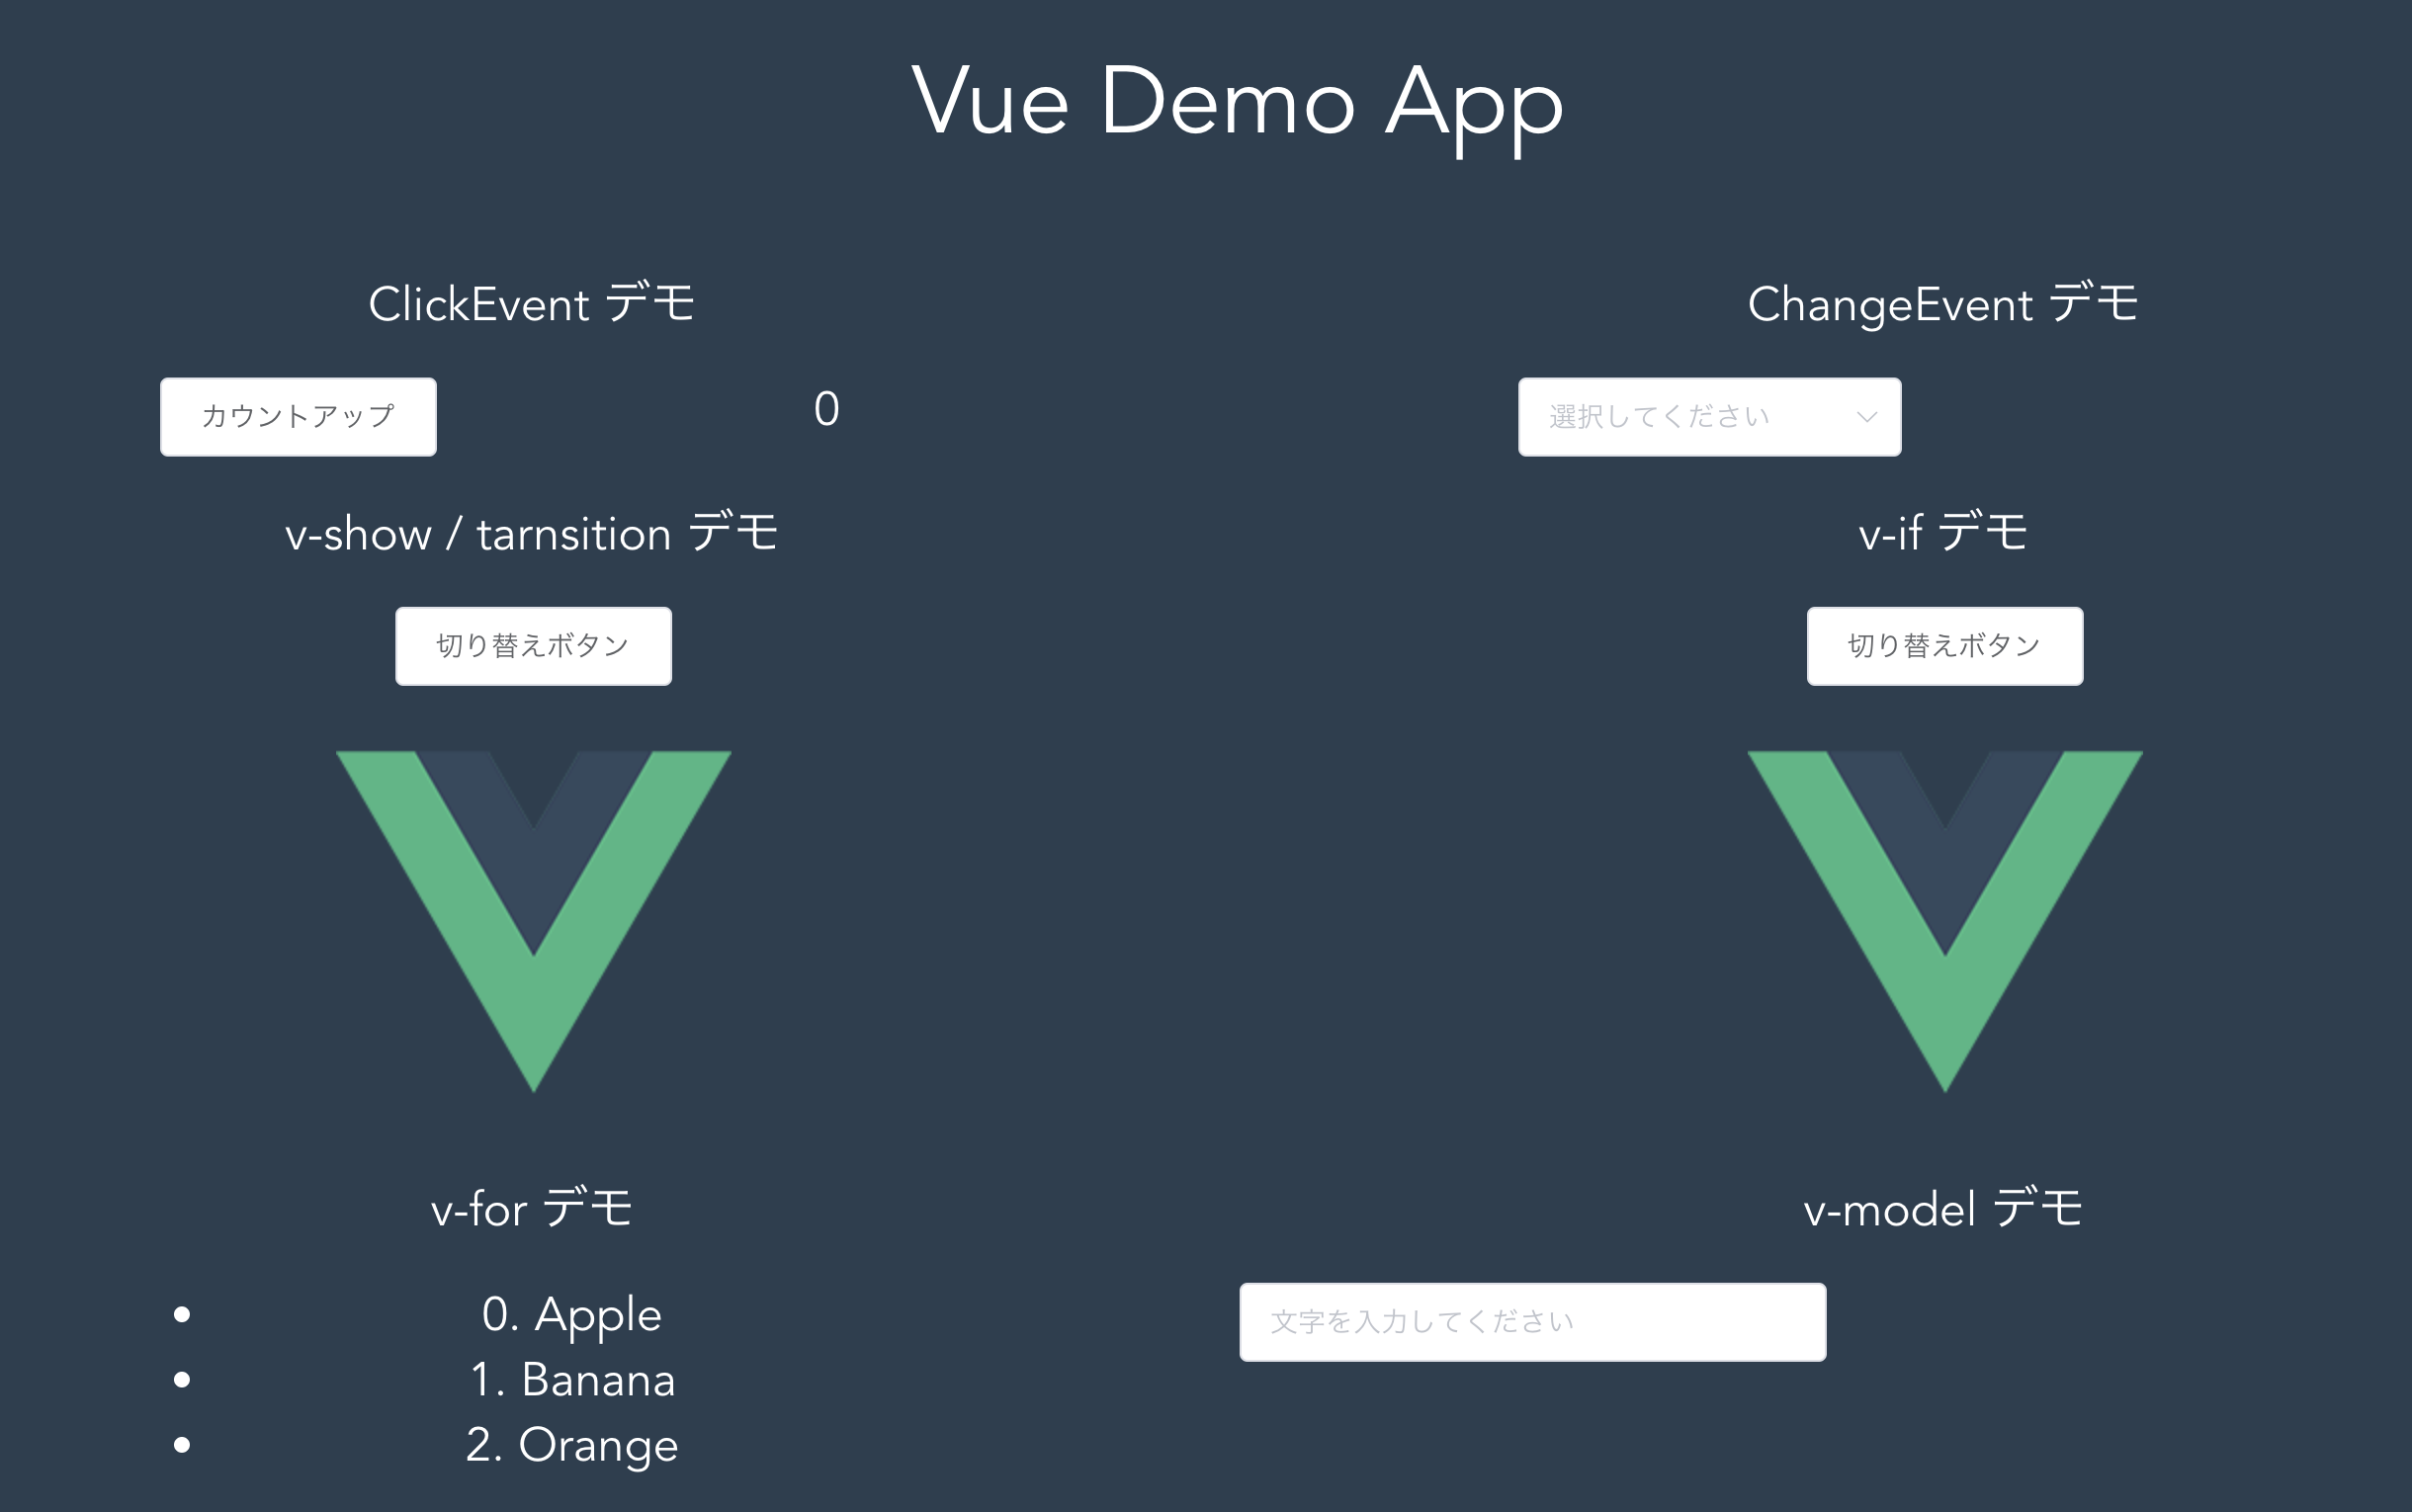 Vue Demo App
ClickEvent デモ
ChangeEvent デモ
カウントアップ
0
選択してください
v-show / tarnsition デモ
v-if デモ
切り替えボタン
切り替えボタン
v-for デモ
v-model デモ
0. Apple
文字を入力してください
1. Banana
2. Orange